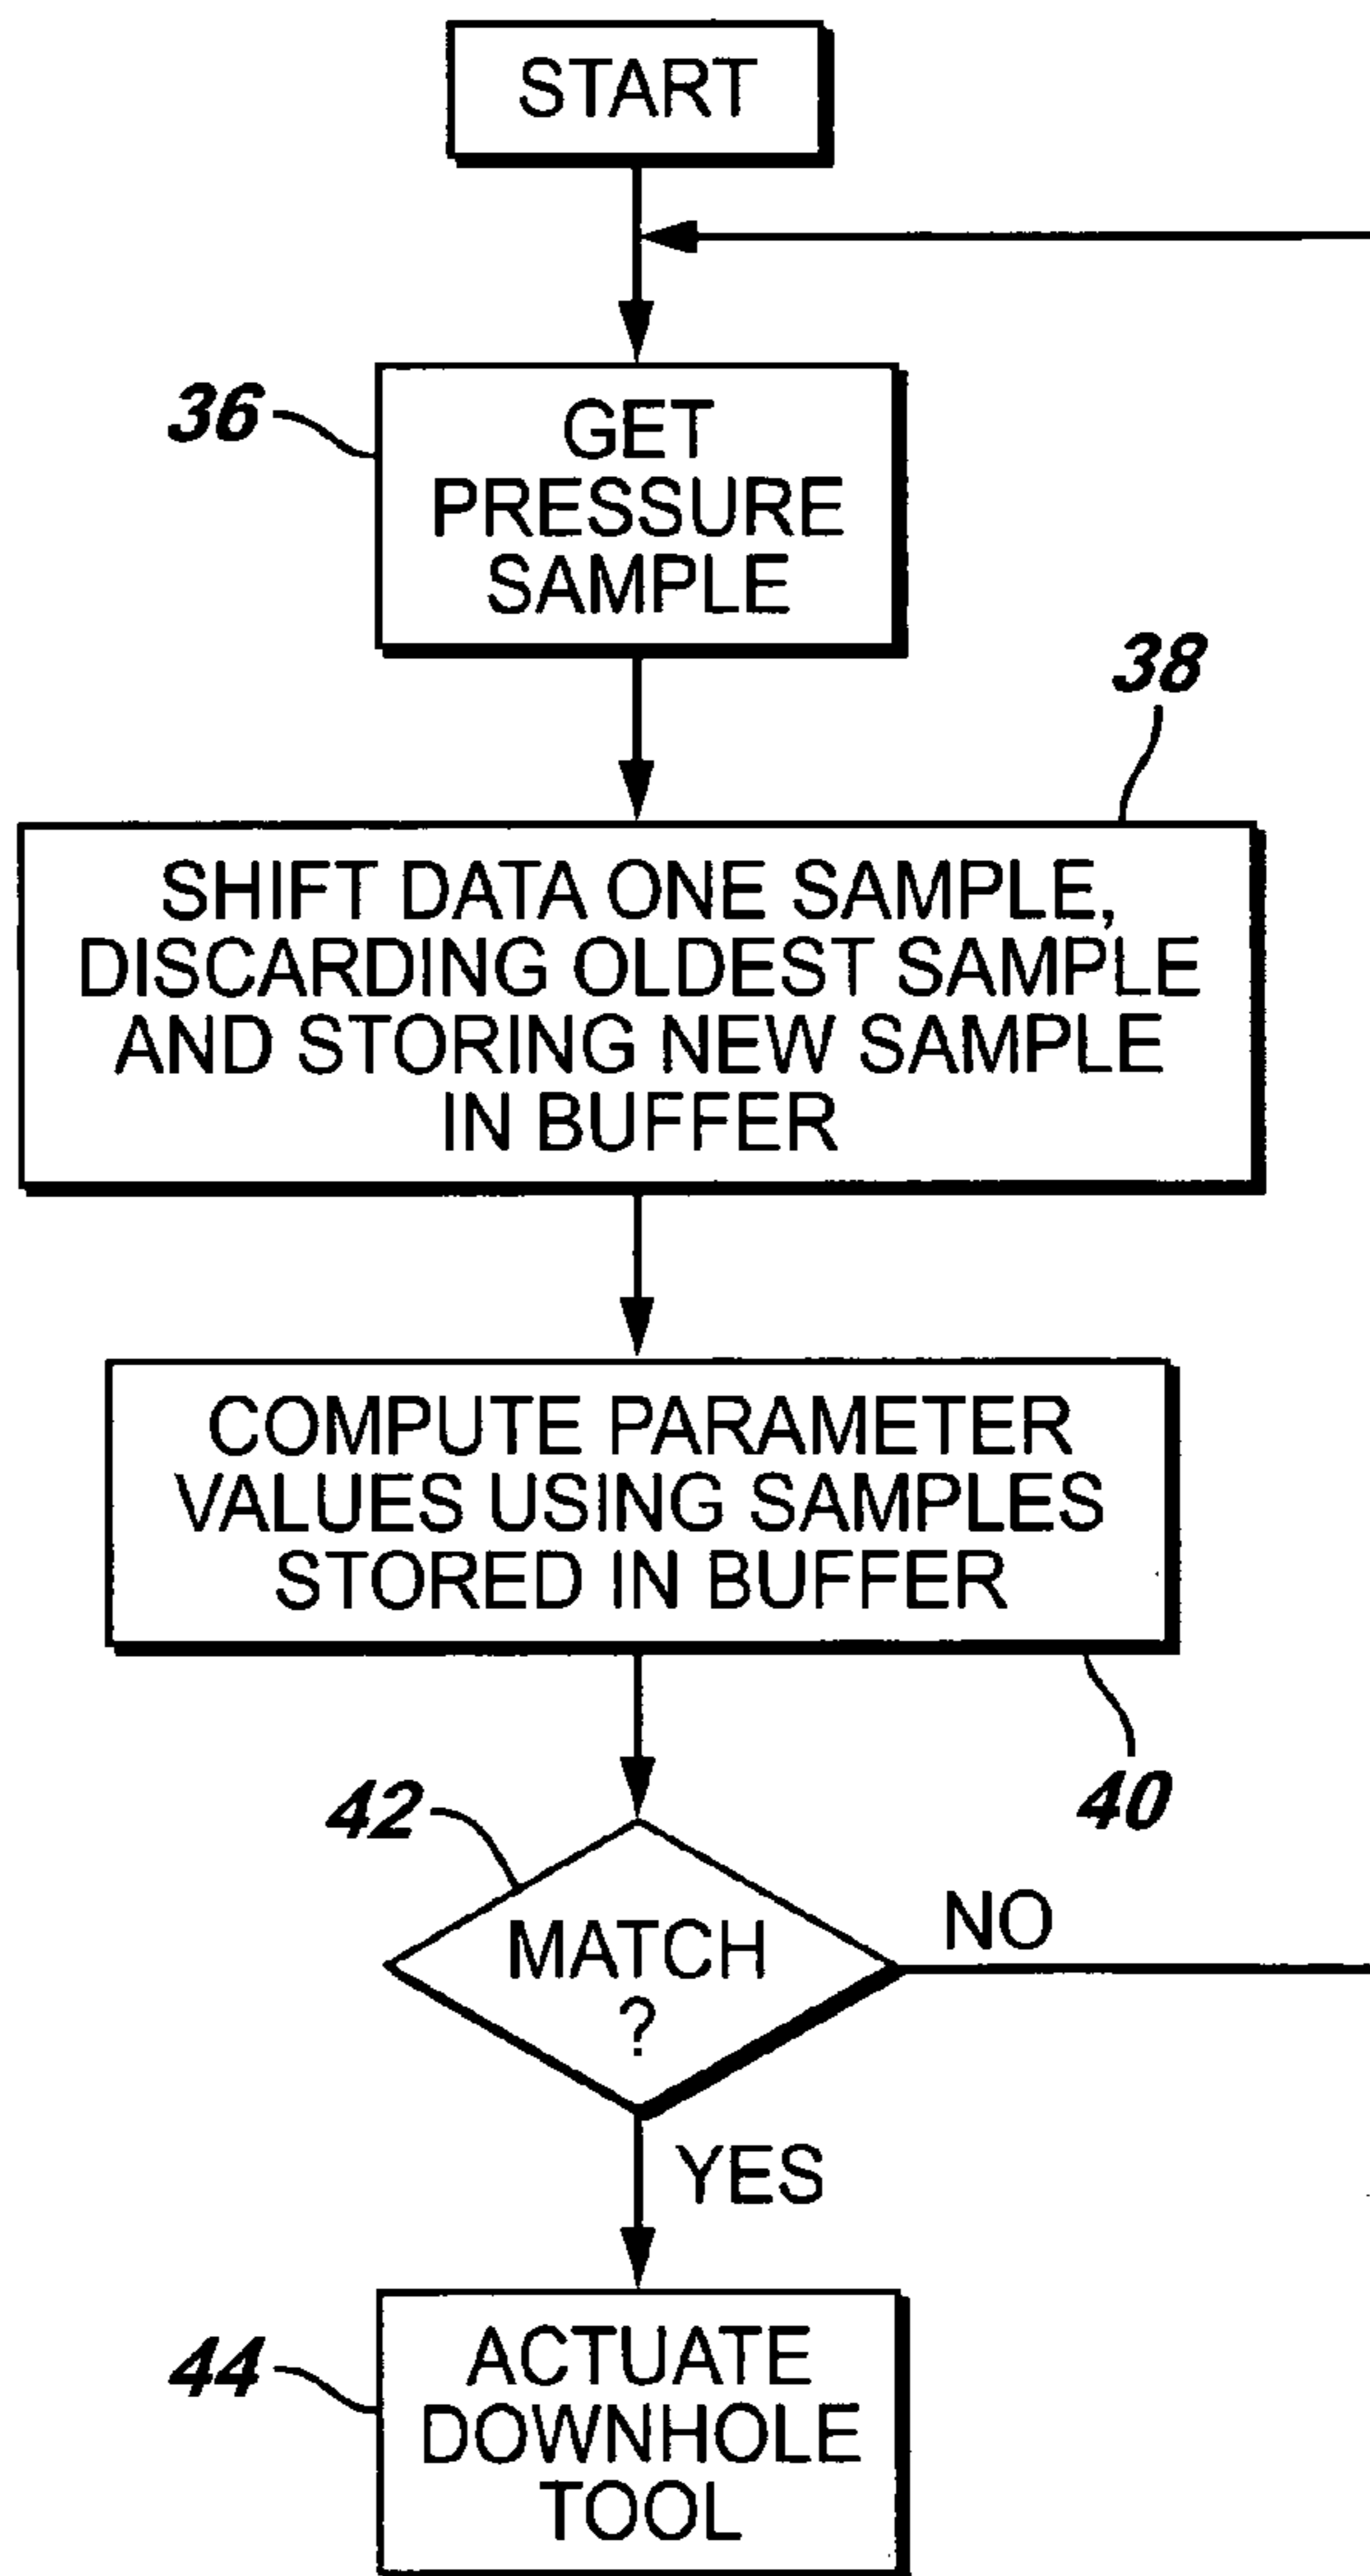 START
36
GET
PRESSURE
SAMPLE
38
SHIFT DATA ONE SAMPLE,
DISCARDING OLDEST SAMPLE
AND STORING NEW SAMPLE
IN BUFFER
COMPUTE PARAMETER
VALUES USING SAMPLES
STORED IN BUFFER
40
42
MATCH
?
NO
YES
44
ACTUATE
DOWNHOLE
TOOL